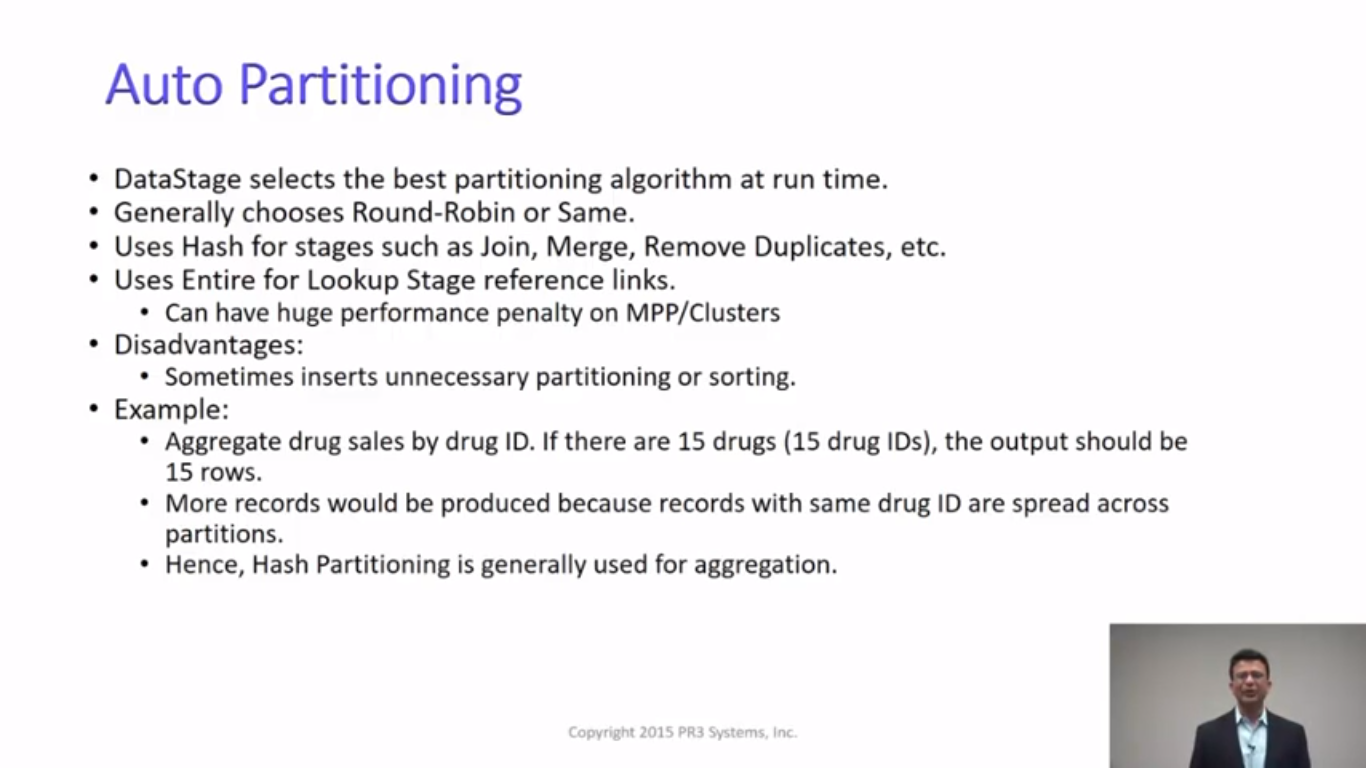 Auto Partitioning
• DataStage selects the best partitioning algorithm at run time.
• Generally chooses Round-Robin or Same.
• Uses Hash for stages such as Join, Merge, Remove Duplicates, etc.
• Uses Entire for Lookup Stage reference links.
• Can have huge performance penalty on MPP/Clusters
• Disadvantages:
• Sometimes inserts unnecessary partitioning or sorting.
• Example:
• Aggregate drug sales by drug ID. If there are 15 drugs (15 drug IDs), the output should be
15 rows.
• More records would be produced because records with same drug ID are spread across
partitions.
• Hence, Hash Partitioning is generally used for aggregation.
Copyright 2015 PR3 Systems, Inc.